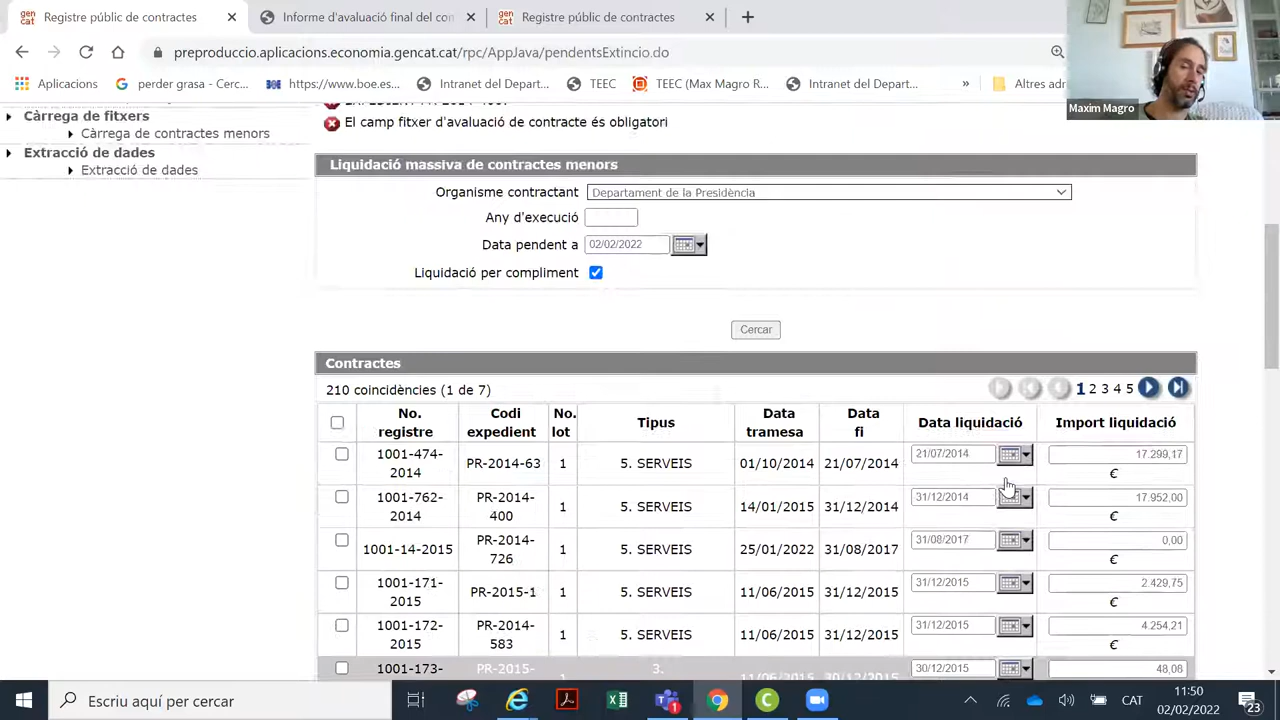 Registre públic de contractes
Informe d'avaluació final del co
Registre públic de contractes
preproduccio.aplicacions.economia.gencat.cat/rpc/AppJava/pendentsExtincio.do
Aplicacions
perder grasa - Cerc...
https://www.boe.es...
Intranet del Depart...
TEEC
TEEC (Max Magro R...
Intranet del Depart...
»
Altres adr
Maxim Magro
Càrrega de fitxers
Càrrega de contractes menors
Extracció de dades
Extracció de dades
El camp fitxer d'avaluació de contracte és obligatori
Liquidació massiva de contractes menors
Organisme contractant
Departament de la Presidència
Any d'execució
Data pendent a
02/02/2022
Liquidació per compliment
Cercar
Contractes
210 coincidències (1 de 7)
1 2 3 4 5
No. registre
Codi expedient
No. lot
Tipus
Data tramesa
Data fi
Data liquidació
Import liquidació
1001-474-2014 PR-2014-63 1 5. SERVEIS 01/10/2014 21/07/2014 21/07/2014 17.299,17 €
1001-762-2014 PR-2014-400 1 5. SERVEIS 14/01/2015 31/12/2014 31/12/2014 17.952,00 €
1001-14-2015 PR-2014-726 1 5. SERVEIS 25/01/2022 31/08/2017 31/08/2017 0,00 €
1001-171-2015 PR-2015-1 1 5. SERVEIS 11/06/2015 31/12/2015 31/12/2015 2.429,75 €
1001-172-2015 PR-2014-583 1 5. SERVEIS 11/06/2015 31/12/2015 31/12/2015 4.254,21 €
1001-173- PR-2015- 3. 30/12/2015 48,08
Escriu aquí per cercar
CAT
11:50
02/02/2022
23